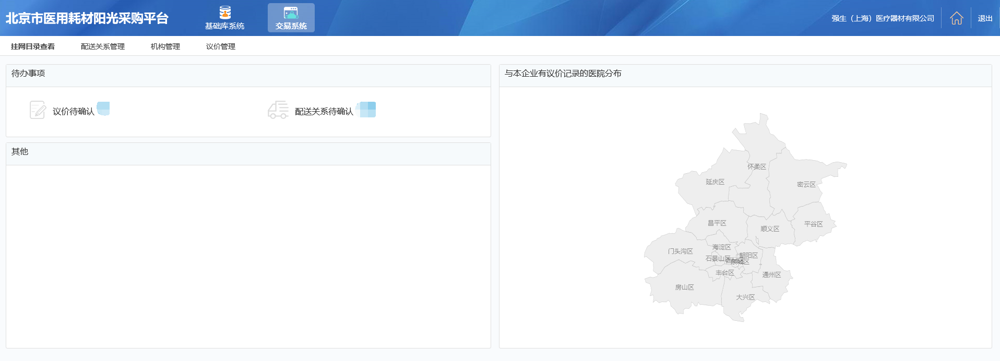 北京市医用耗材阳光采购平台
基础库系统
交易系统
强生（上海）医疗器材有限公司
退出
挂网目录查看
配送关系管理
机构管理
议价管理
待办事项
议价待确认
配送关系待确认
其他
与本企业有议价记录的医院分布
怀柔区
延庆区
密云区
昌平区
顺义区
平谷区
海淀区
门头沟区
石景山区
朝阳区
东城区
丰台区
通州区
房山区
大兴区